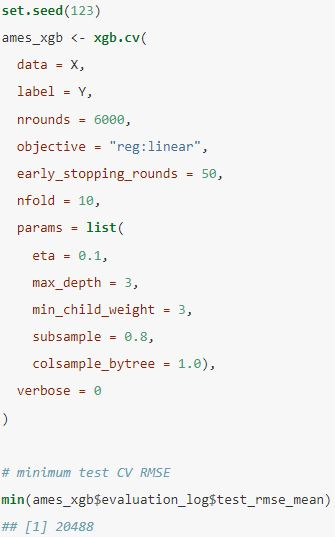 set.seed(123)
ames_xgb <- xgb.cv(
  data = X,
  label = Y,
  nrounds = 6000,
  objective = "reg:linear",
  early_stopping_rounds = 50,
  nfold = 10,
  params = list(
    eta = 0.1,
    max_depth = 3,
    min_child_weight = 3,
    subsample = 0.8,
    colsample_bytree = 1.0),
  verbose = 0
)
# minimum test CV RMSE
min(ames_xgb$evaluation_log$test_rmse_mean)
## [1] 20488